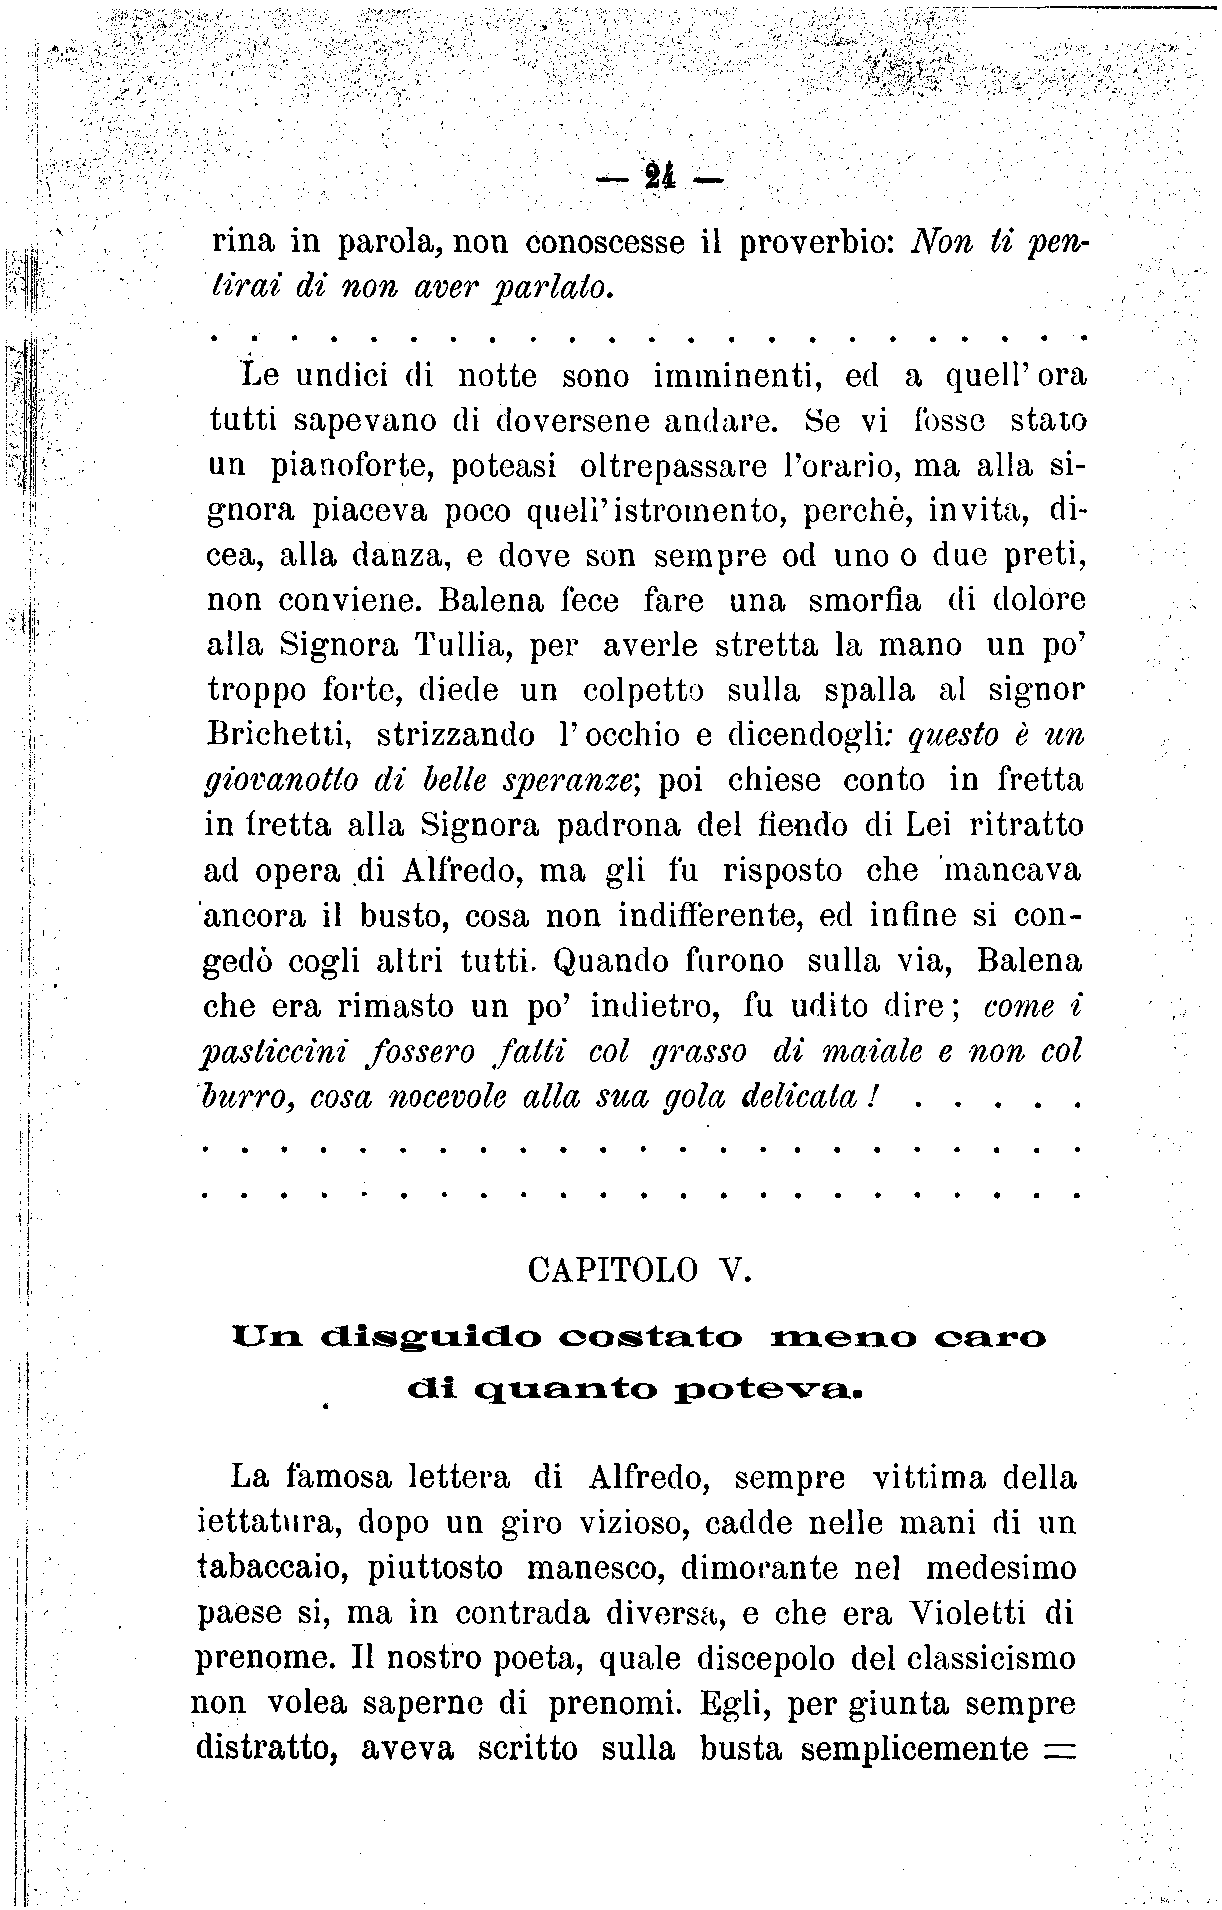 — 24 —
rina in parola, non conoscesse il proverbio: Non ti pen-
tirai di non aver parlato.
. . . . . . . . . . . . . . . . . . . . . . .
Le undici di notte sono imminenti, ed a quell' ora
tutti sapevano di doversene andare. Se vi fosse stato
un pianoforte, poteasi oltrepassare l'orario, ma alla si-
gnora piaceva poco quell' istromento, perchè, invita, di-
cea, alla danza, e dove son sempre od uno o due preti,
non conviene. Balena fece fare una smorfia di dolore
alla Signora Tullia, per averle stretta la mano un po'
troppo forte, diede un colpetto sulla spalla al signor
Brichetti, strizzando l' occhio e dicendogli: questo è un
giovanotto di belle speranze; poi chiese conto in fretta
in fretta alla Signora padrona del fiendo di Lei ritratto
ad opera di Alfredo, ma gli fu risposto che mancava
ancora il busto, cosa non indifferente, ed infine si con-
gedò cogli altri tutti. Quando furono sulla via, Balena
che era rimasto un po' indietro, fu udito dire; come i
pasticcini fossero fatti col grasso di maiale e non col
burro, cosa nocevole alla sua gola delicata ! . . . . .
. . . . . . . . . . . . . . . . . . . . . . .
. . . . . . . . . . . . . . . . . . . . . . .
CAPITOLO V.
Un disguido costato meno caro
di quanto poteva.
La famosa lettera di Alfredo, sempre vittima della
iettatura, dopo un giro vizioso, cadde nelle mani di un
tabaccaio, piuttosto manesco, dimorante nel medesimo
paese si, ma in contrada diversa, e che era Violetti di
prenome. Il nostro poeta, quale discepolo del classicismo
non volea saperne di prenomi. Egli, per giunta sempre
distratto, aveva scritto sulla busta semplicemente =